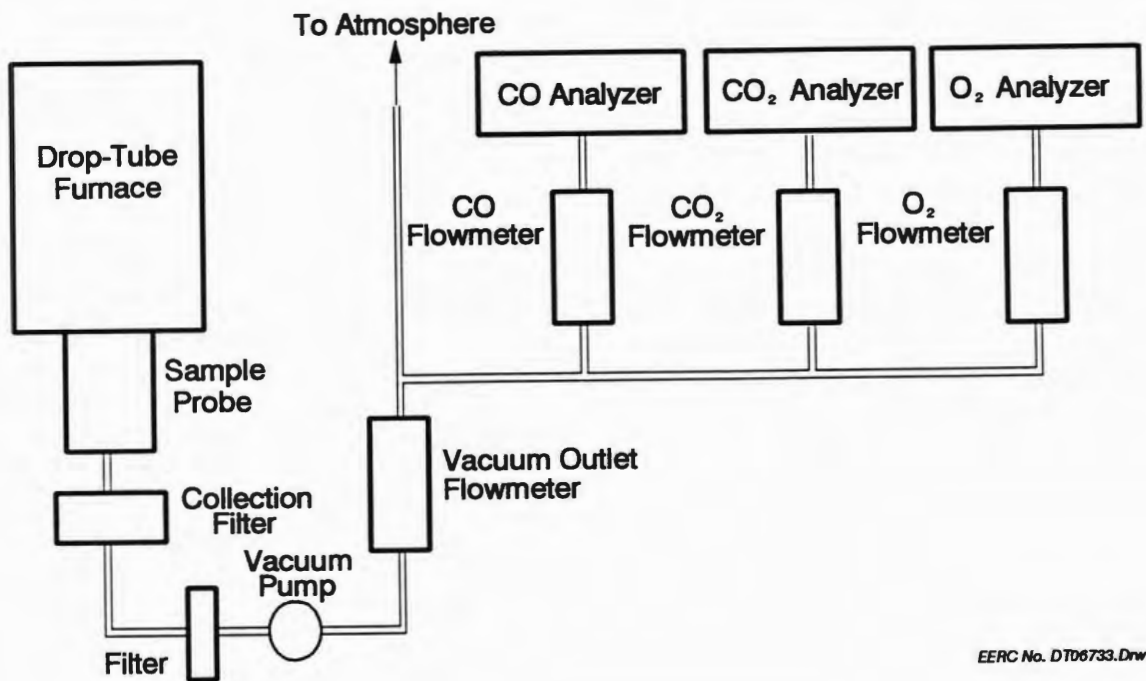 To Atmosphere
CO Analyzer
CO₂ Analyzer
O₂ Analyzer
Drop-Tube
Furnace
CO
Flowmeter
CO₂
Flowmeter
O₂
Flowmeter
Sample
Probe
Vacuum Outlet
Flowmeter
Collection
Filter
Vacuum
Pump
Filter
EERC No. DT06733.Drw